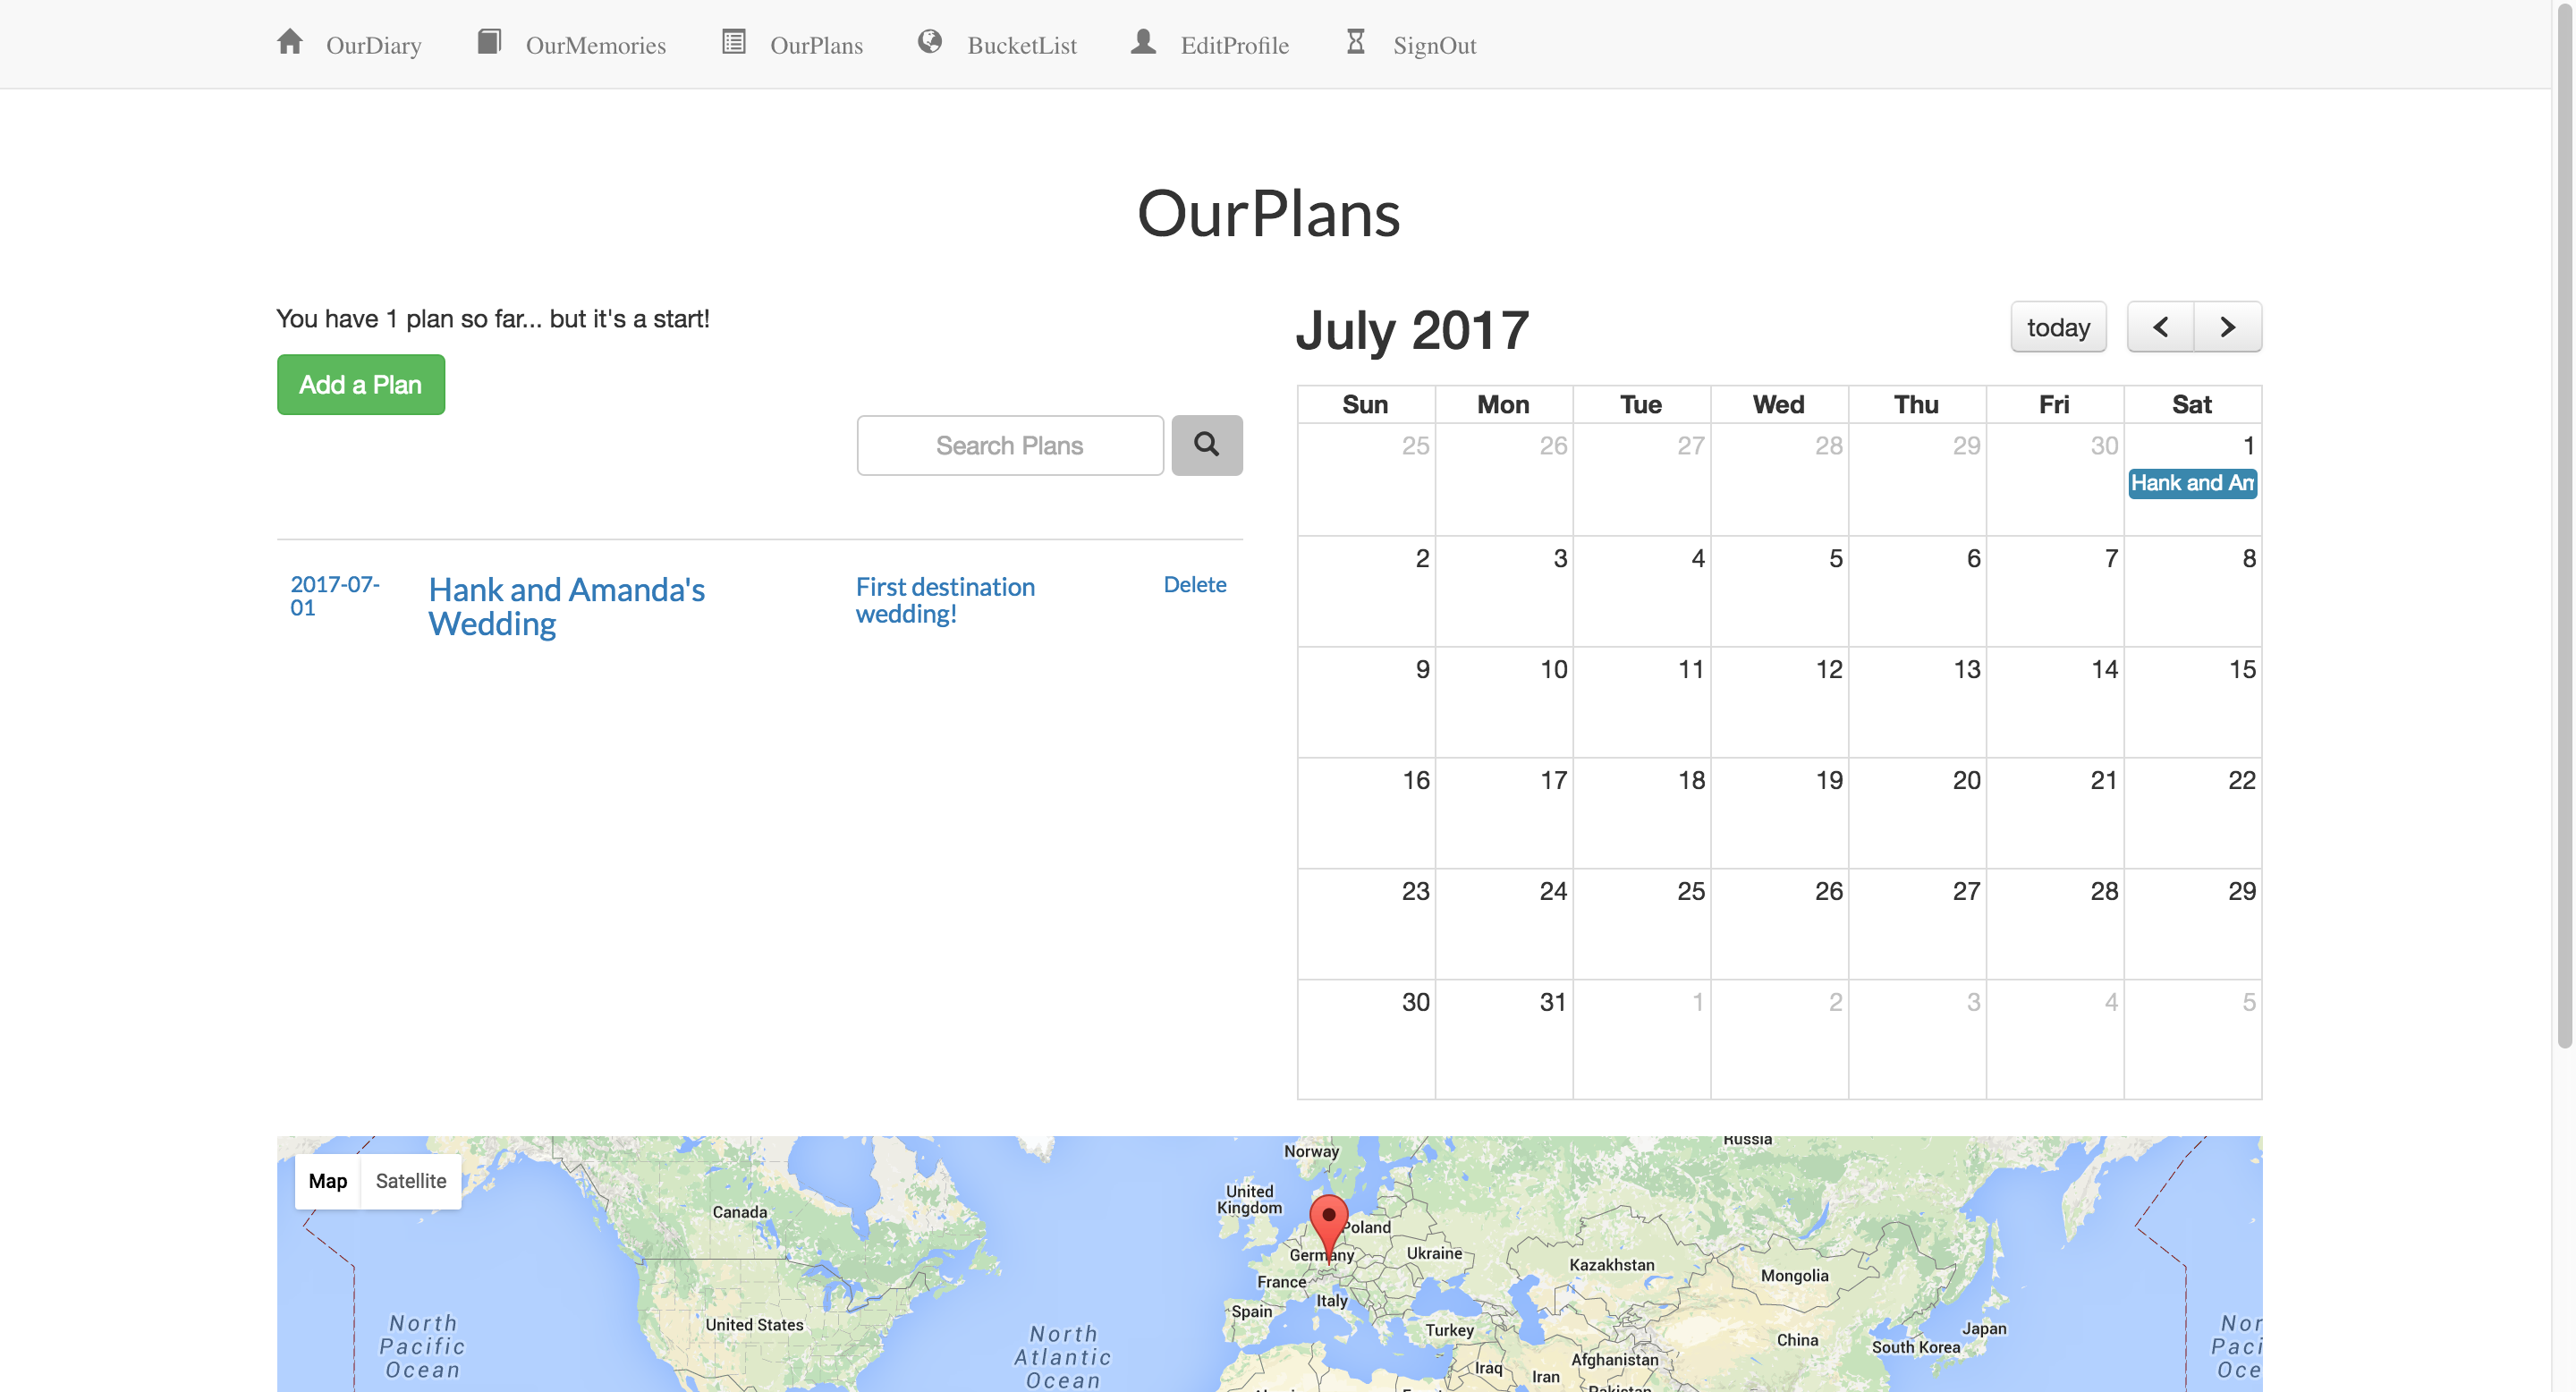 OurDiary OurMemories OurPlans BucketList EditProfile SignOut
OurPlans
You have 1 plan so far... but it's a start!
Add a Plan
Search Plans
2017-07-
01
Hank and Amanda's
Wedding
First destination
wedding!
Delete
July 2017
today
Sun Mon Tue Wed Thu Fri Sat
25 26 27 28 29 30 1
Hank and Am
2 3 4 5 6 7 8
9 10 11 12 13 14 15
16 17 18 19 20 21 22
23 24 25 26 27 28 29
30 31 1 2 3 4 5
Map Satellite
Norway
Russia
United
Kingdom
Canada
Poland
Germany
Ukraine
Kazakhstan
Mongolia
France
Italy
Spain
United States
Turkey
China
Japan
South Korea
North
Pacific
Ocean
North
Atlantic
Ocean
Iraq
Iran
Afghanistan
Pakistan
Nor
Paci
Oce